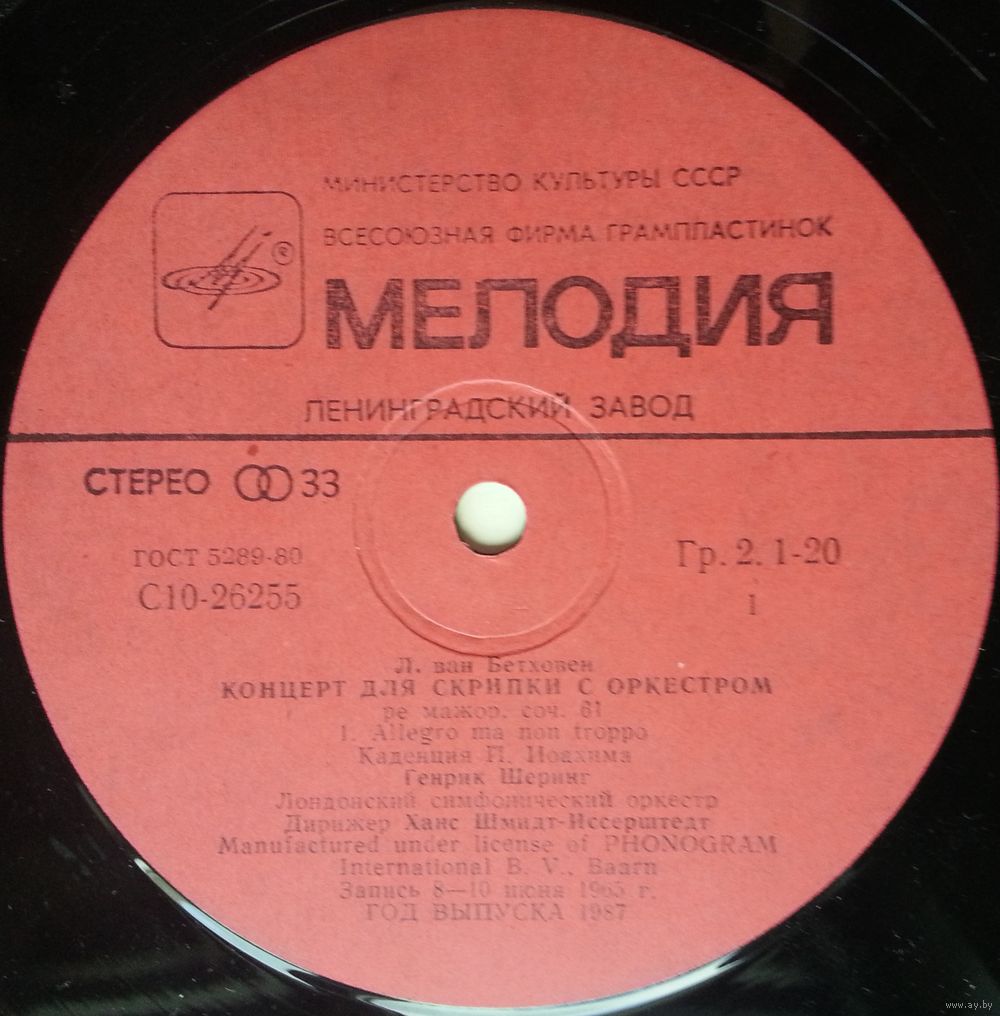 МИНИСТЕРСТВО КУЛЬТУРЫ СССР
ВСЕСОЮЗНАЯ ФИРМА ГРАМПЛАСТИНОК
®
МЕЛОДИЯ
ЛЕНИНГРАДСКИЙ ЗАВОД
СТЕРЕО 33
ГОСТ 5289-80
С10-26255
Гр. 2. 1-20
1
Л. ван Бетховен
КОНЦЕРТ ДЛЯ СКРИПКИ С ОРКЕСТРОМ
ре мажор, соч. 61
1. Allegro ma non troppo
Каденция Й. Иоахима
Генрик Шеринг
Лондонский симфонический оркестр
Дирижер Ханс Шмидт-Иссерштедт
Manufactured under license of PHONOGRAM
International B. V., Baarn
Запись 8—10 июня 1965 г.
ГОД ВЫПУСКА 1987
www.ay.by